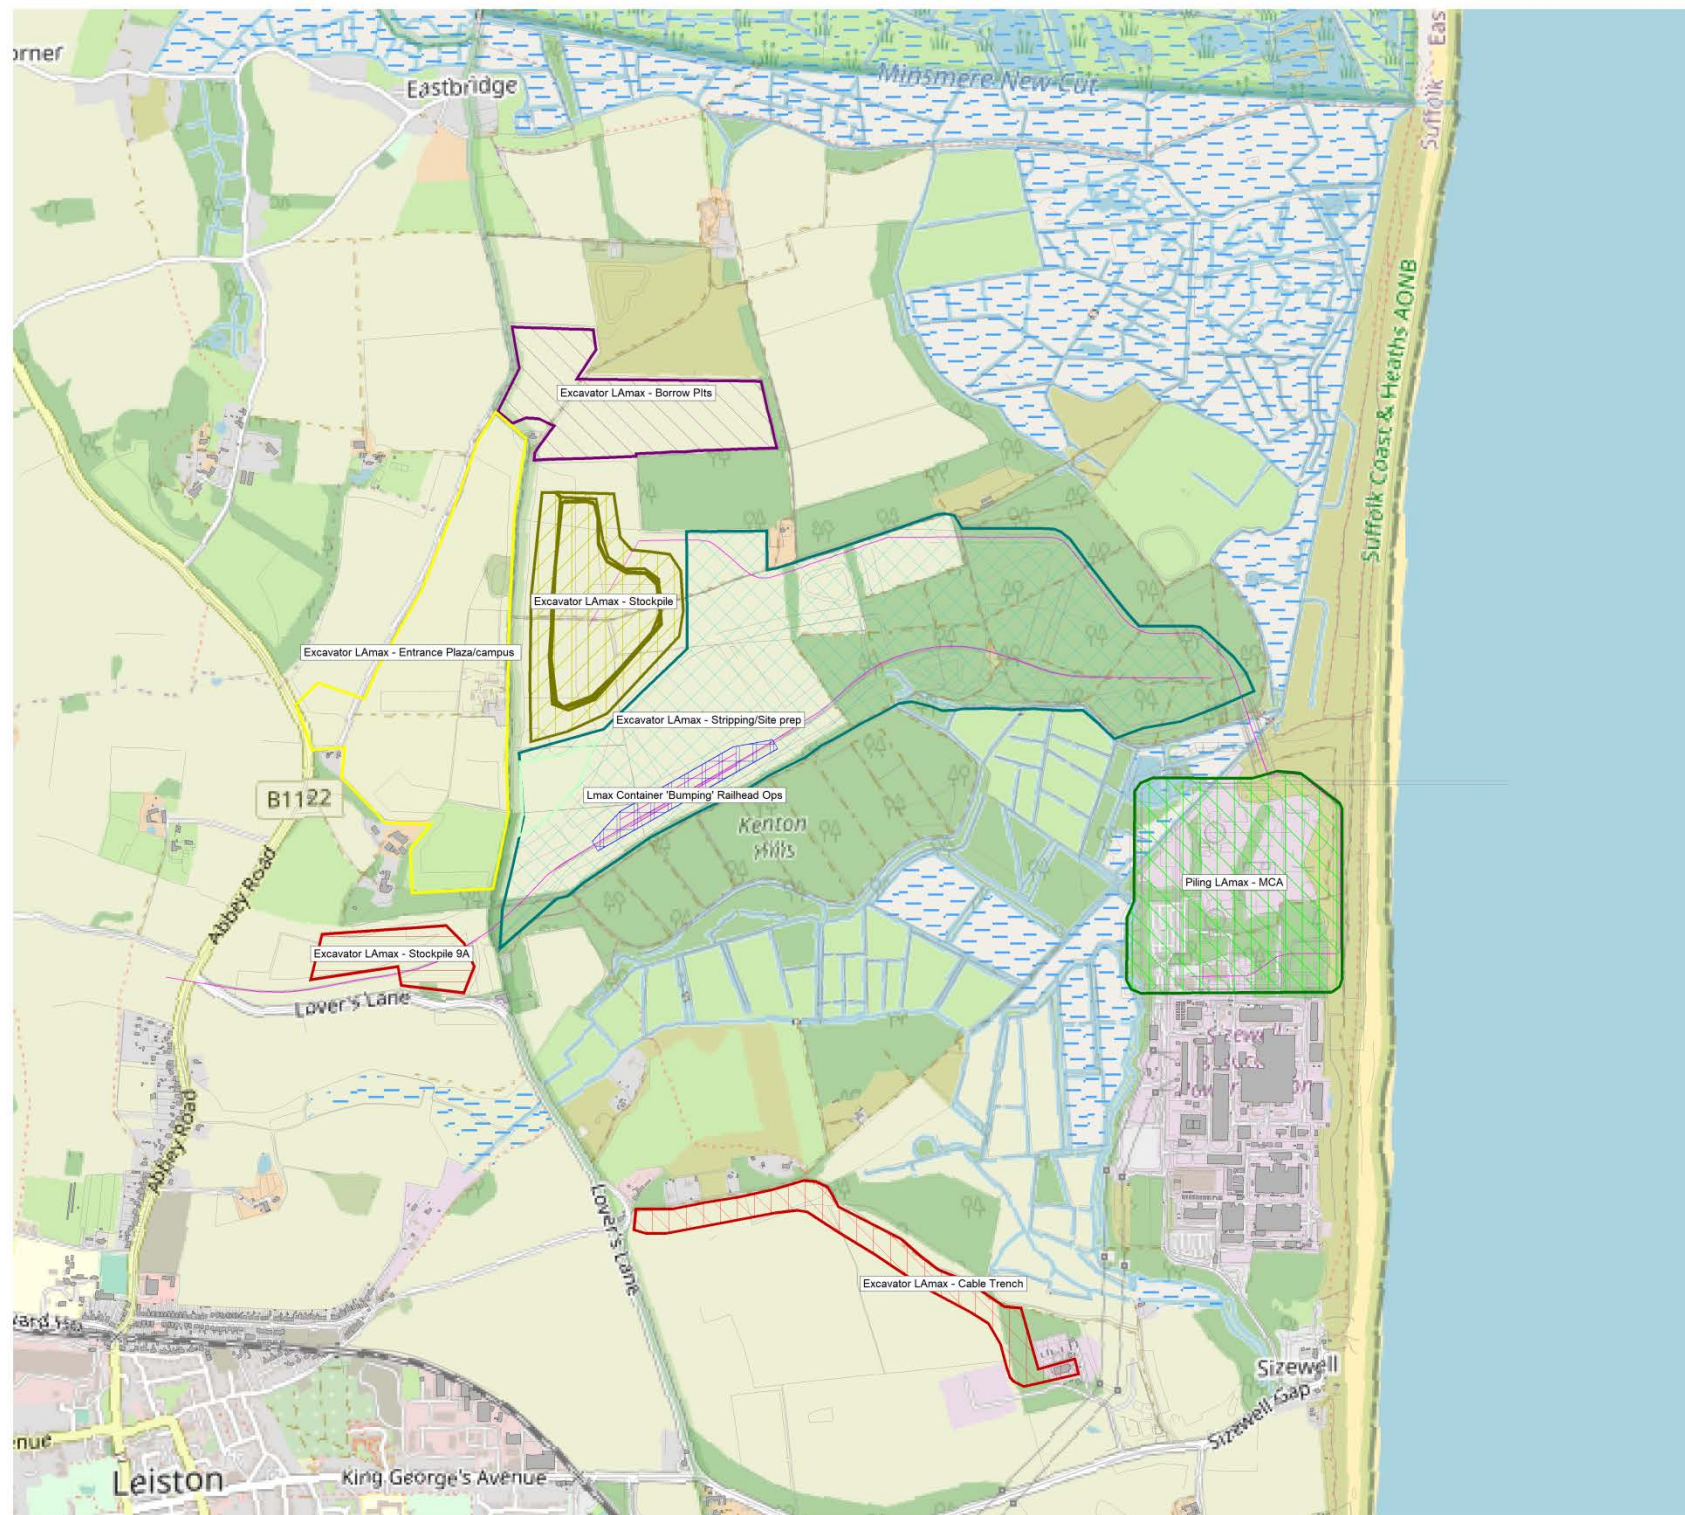 orner
Eastbridge
Minsmere New Cut
Suffolk
Eas
Suffolk Coast & Heaths AONB
Excavator LAmax - Borrow PIts
Excavator LAmax - Stockpile
Excavator LAmax - Entrance Plaza/campus
Excavator LAmax - Stripping/Site prep
Lmax Container 'Bumping' Railhead Ops
B1122
Kenton
Hills
Piling LAmax - MCA
Abbey Road
Excavator LAmax - Stockpile 9A
Lover's Lane
Abbey Road
Lover's Lane
Excavator LAmax - Cable Trench
Sizewell
Sizewell Gap
enue
Leiston
King George's Avenue